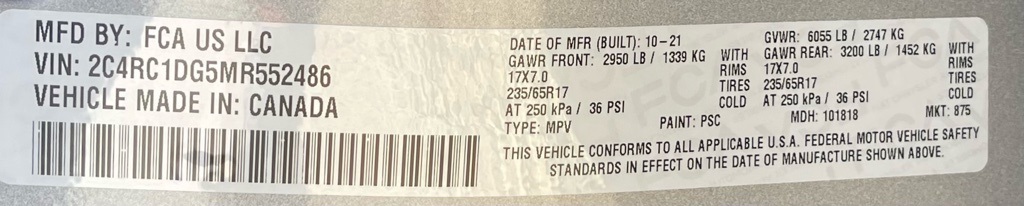 MFD BY: FCA US LLC
VIN: 2C4RC1DG5MR552486
VEHICLE MADE IN: CANADA
DATE OF MFR (BUILT): 10-21
GAWR FRONT: 2950 LB / 1339 KG WITH
17X7.0 RIMS
235/65R17 TIRES
AT 250 kPa / 36 PSI COLD
TYPE: MPV PAINT: PSC
GVWR: 6055 LB / 2747 KG
GAWR REAR: 3200 LB / 1452 KG WITH
17X7.0 RIMS
235/65R17 TIRES
AT 250 kPa / 36 PSI COLD
MDH: 101818 MKT: 875
THIS VEHICLE CONFORMS TO ALL APPLICABLE U.S.A. FEDERAL MOTOR VEHICLE SAFETY
STANDARDS IN EFFECT ON THE DATE OF MANUFACTURE SHOWN ABOVE.